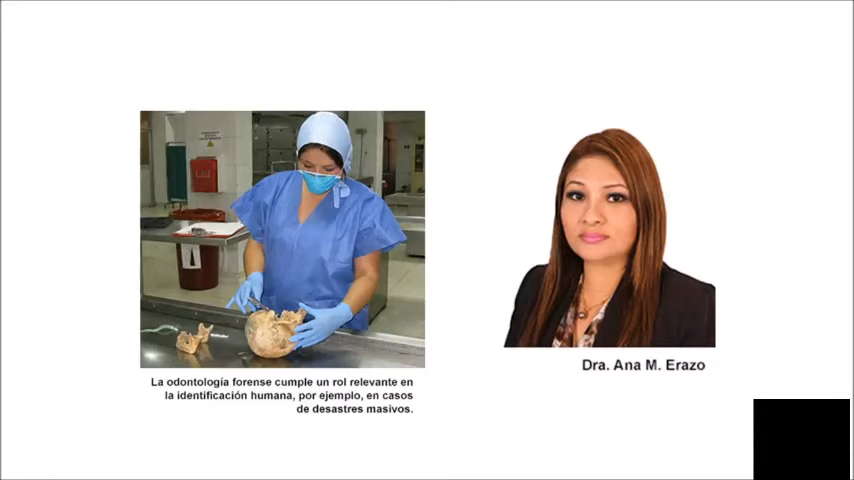 La odontología forense cumple un rol relevante en
la identificación humana, por ejemplo, en casos
de desastres masivos.
Dra. Ana M. Erazo